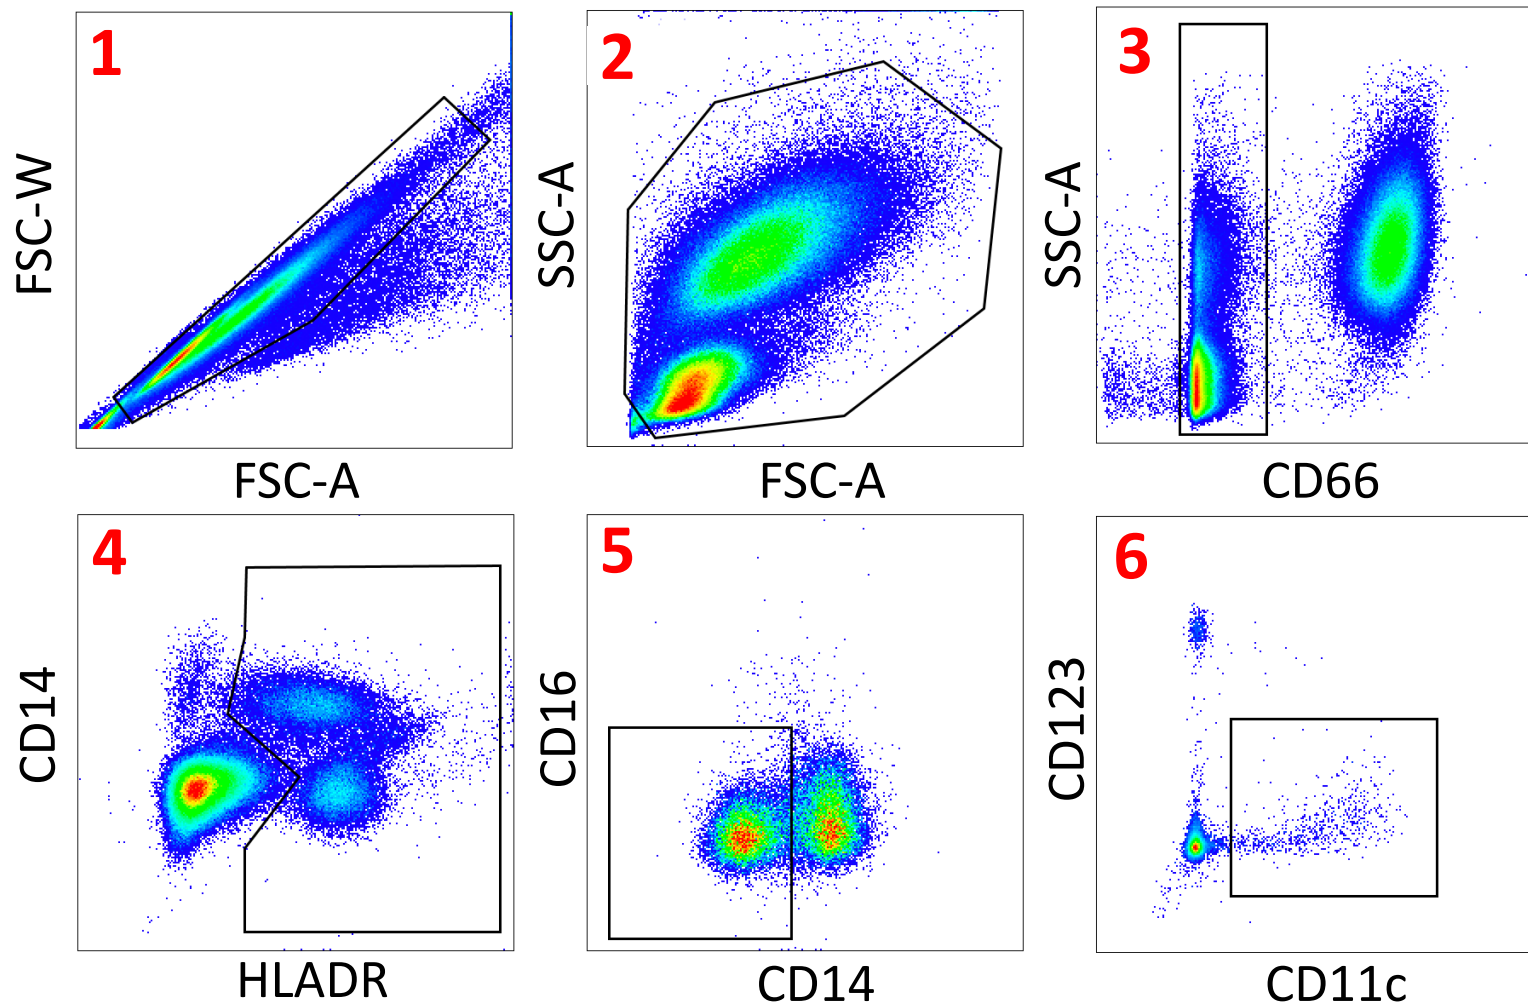 1
FSC-W
FSC-A
2
SSC-A
FSC-A
3
SSC-A
CD66
4
CD14
HLADR
5
CD16
CD14
6
CD123
CD11c